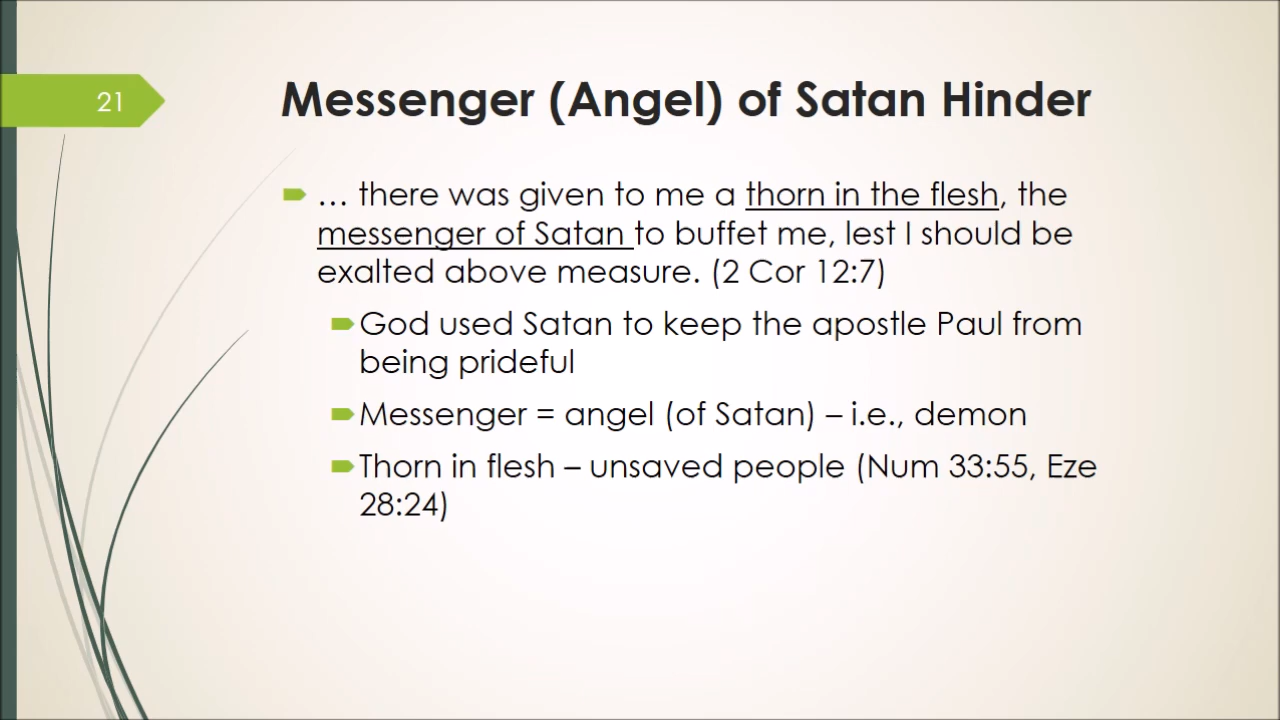 21
Messenger (Angel) of Satan Hinder
… there was given to me a thorn in the flesh, the
messenger of Satan to buffet me, lest I should be
exalted above measure. (2 Cor 12:7)
God used Satan to keep the apostle Paul from
being prideful
Messenger = angel (of Satan) – i.e., demon
Thorn in flesh – unsaved people (Num 33:55, Eze
28:24)